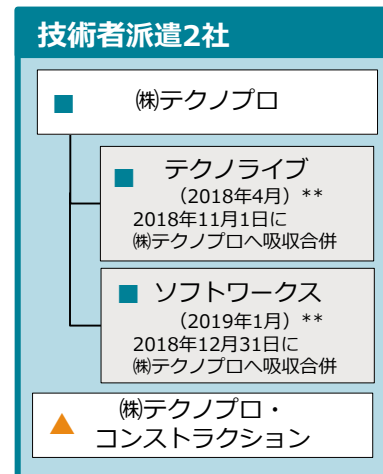 技術者派遣2社
㈱テクノプロ
テクノライブ
（2018年4月）**
2018年11月1日に
㈱テクノプロへ吸収合併
ソフトワークス
（2019年1月）**
2018年12月31日に
㈱テクノプロへ吸収合併
㈱テクノプロ・
コンストラクション